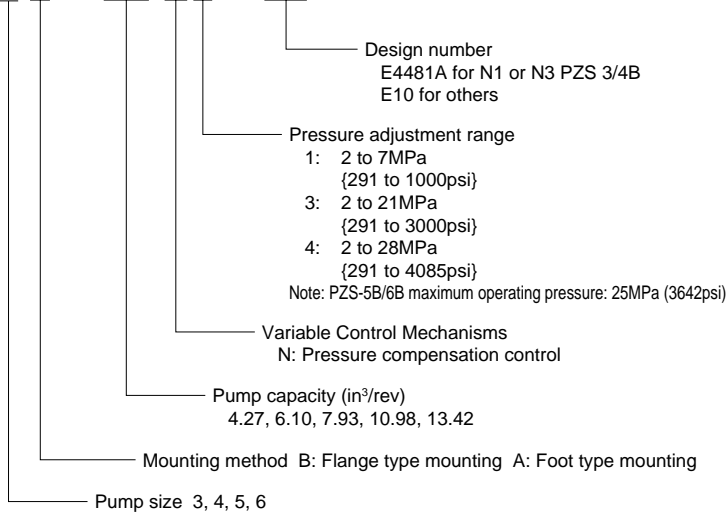 Design number
E4481A for N1 or N3 PZS 3/4B
E10 for others
Pressure adjustment range
1: 2 to 7MPa
{291 to 1000psi}
3: 2 to 21MPa
{291 to 3000psi}
4: 2 to 28MPa
{291 to 4085psi}
Note: PZS-5B/6B maximum operating pressure: 25MPa (3642psi)
Variable Control Mechanisms
N: Pressure compensation control
Pump capacity (in³/rev)
4.27, 6.10, 7.93, 10.98, 13.42
Mounting method B: Flange type mounting A: Foot type mounting
Pump size 3, 4, 5, 6